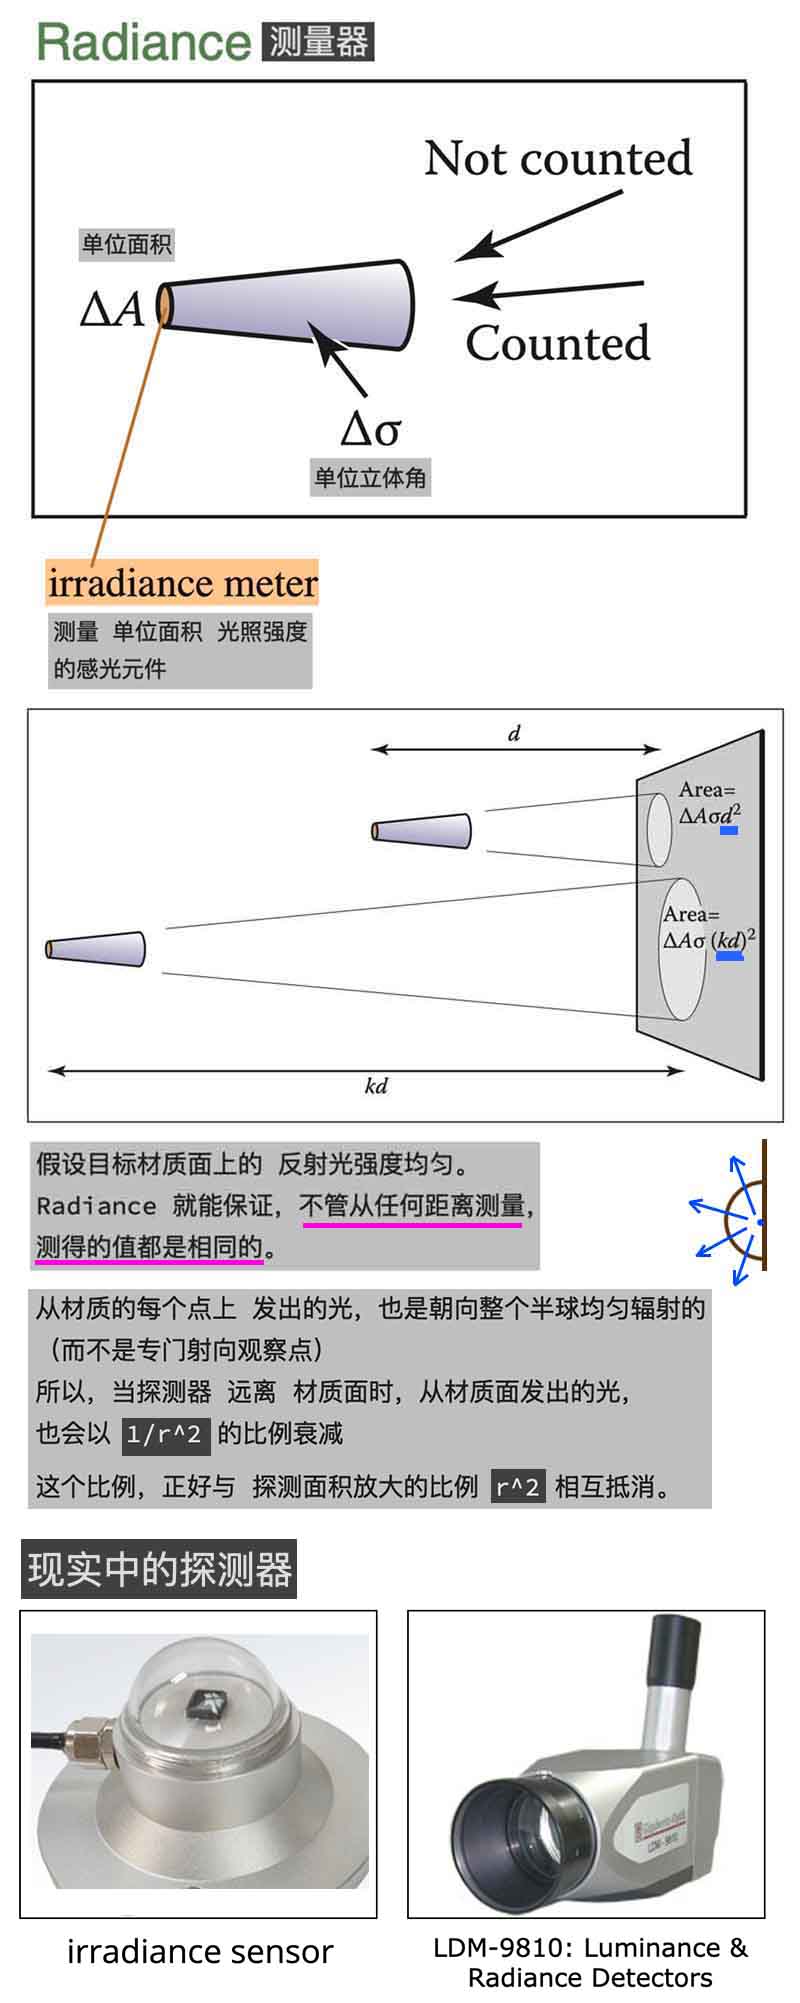 Radiance 测量器
Not counted
单位面积
ΔA
Counted
Δσ
单位立体角
irradiance meter
测量 单位面积 光照强度
的感光元件
d
Area=
ΔAσd²
Area=
ΔAσ (kd)²
kd
假设目标材质面上的 反射光强度均匀。
Radiance 就能保证，不管从任何距离测量，
测得的值都是相同的。
从材质的每个点上 发出的光，也是朝向整个半球均匀辐射的
（而不是专门射向观察点）
所以，当探测器 远离 材质面时，从材质面发出的光，
也会以 1/r^2 的比例衰减
这个比例，正好与 探测面积放大的比例 r^2 相互抵消。
现实中的探测器
LDM-9810
irradiance sensor
LDM-9810: Luminance &
Radiance Detectors